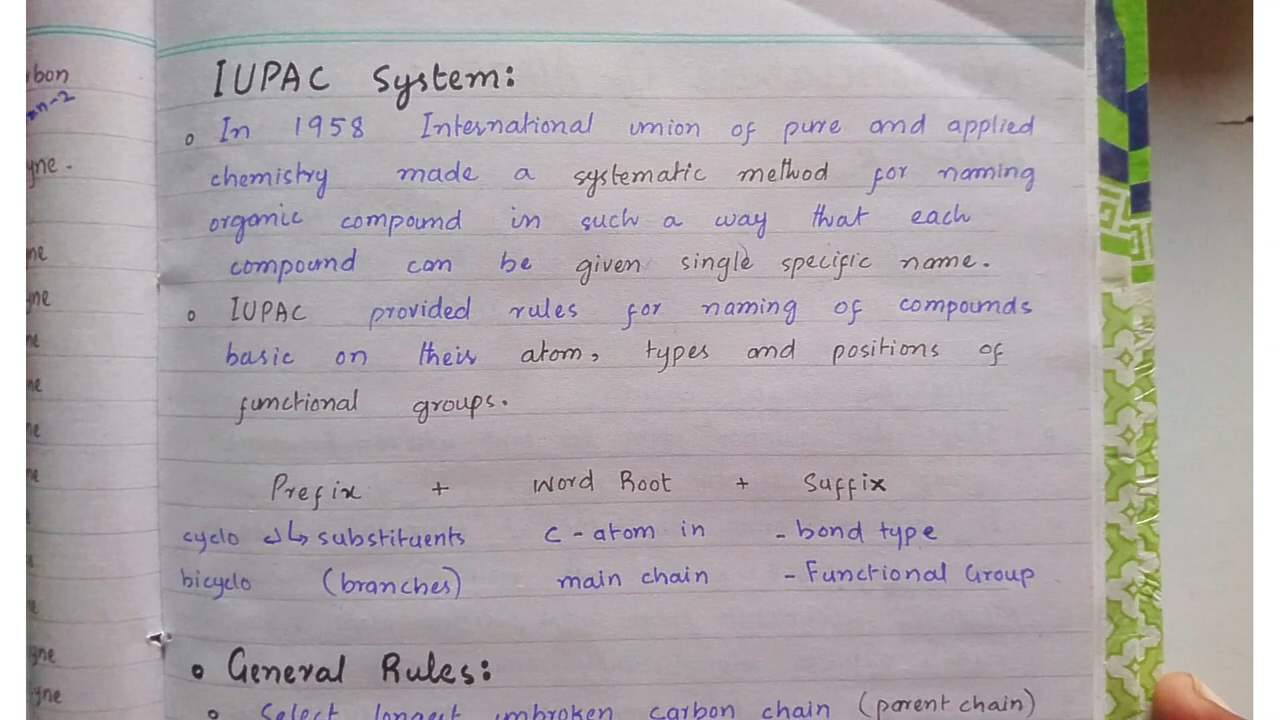 IUPAC System:
o In 1958 International union of pure and applied
chemistry made a systematic method for naming
organic compound in such a way that each
compound can be given single specific name.
o IUPAC provided rules for naming of compounds
basic on their atom, types and positions of
functional groups.
Prefix + Word Root + Suffix
cyclo ↲↳ substituents C - atom in - bond type
bicyclo (branches) main chain - Functional Group
o General Rules:
o Select longest unbroken carbon chain (parent chain)